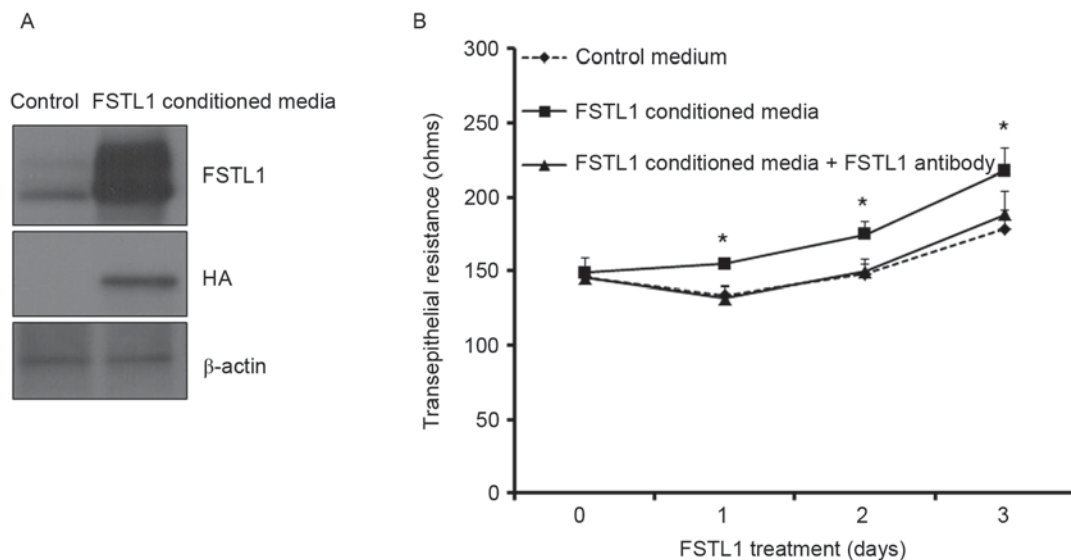 A
Control FSTL1 conditioned media
FSTL1
HA
β-actin
B
Transepithelial resistance (ohms)
300
250
200
150
100
50
0
Control medium
FSTL1 conditioned media
FSTL1 conditioned media + FSTL1 antibody
*
*
*
0 1 2 3
FSTL1 treatment (days)